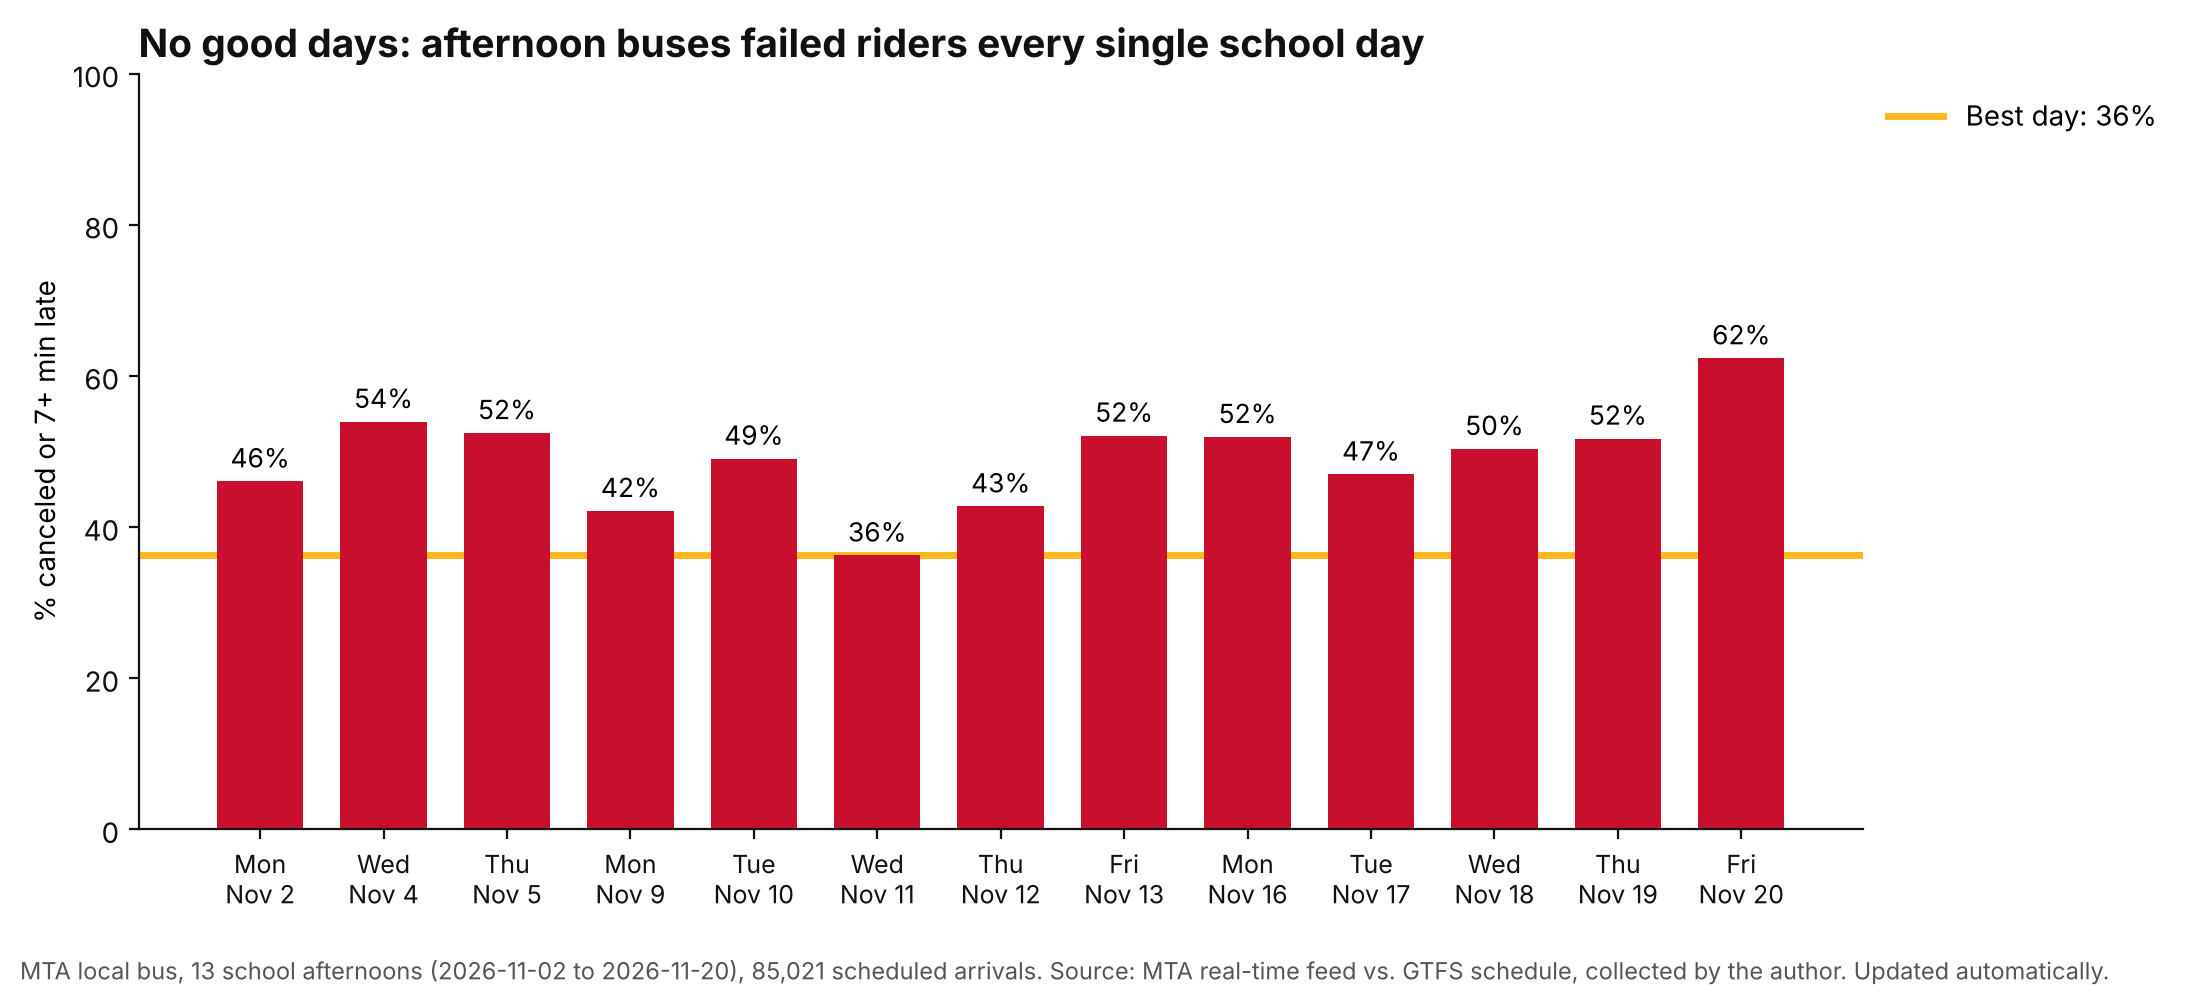 No good days: afternoon buses failed riders every single school day
Best day: 36%
% canceled or 7+ min late
100
80
60
40
20
0
46%
54%
52%
42%
49%
36%
43%
52%
52%
47%
50%
52%
62%
Mon
Nov 2
Wed
Nov 4
Thu
Nov 5
Mon
Nov 9
Tue
Nov 10
Wed
Nov 11
Thu
Nov 12
Fri
Nov 13
Mon
Nov 16
Tue
Nov 17
Wed
Nov 18
Thu
Nov 19
Fri
Nov 20
MTA local bus, 13 school afternoons (2026-11-02 to 2026-11-20), 85,021 scheduled arrivals. Source: MTA real-time feed vs. GTFS schedule, collected by the author. Updated automatically.